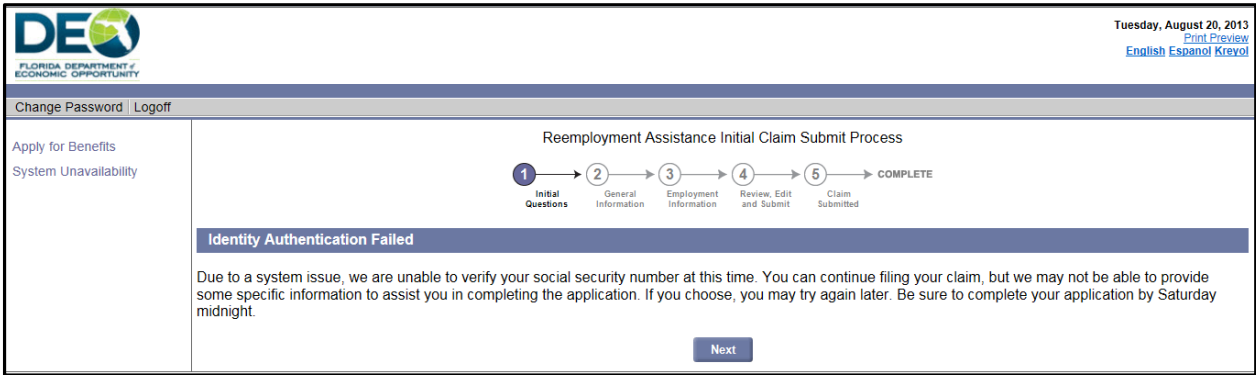 DEO
FLORIDA DEPARTMENT of
ECONOMIC OPPORTUNITY
Tuesday, August 20, 2013
Print Preview
English Espanol Kreyol
Change Password Logoff
Apply for Benefits
System Unavailability
Reemployment Assistance Initial Claim Submit Process
1 2 3 4 5 COMPLETE
Initial Questions
General Information
Employment Information
Review, Edit and Submit
Claim Submitted
Identity Authentication Failed
Due to a system issue, we are unable to verify your social security number at this time. You can continue filing your claim, but we may not be able to provide
some specific information to assist you in completing the application. If you choose, you may try again later. Be sure to complete your application by Saturday
midnight.
Next